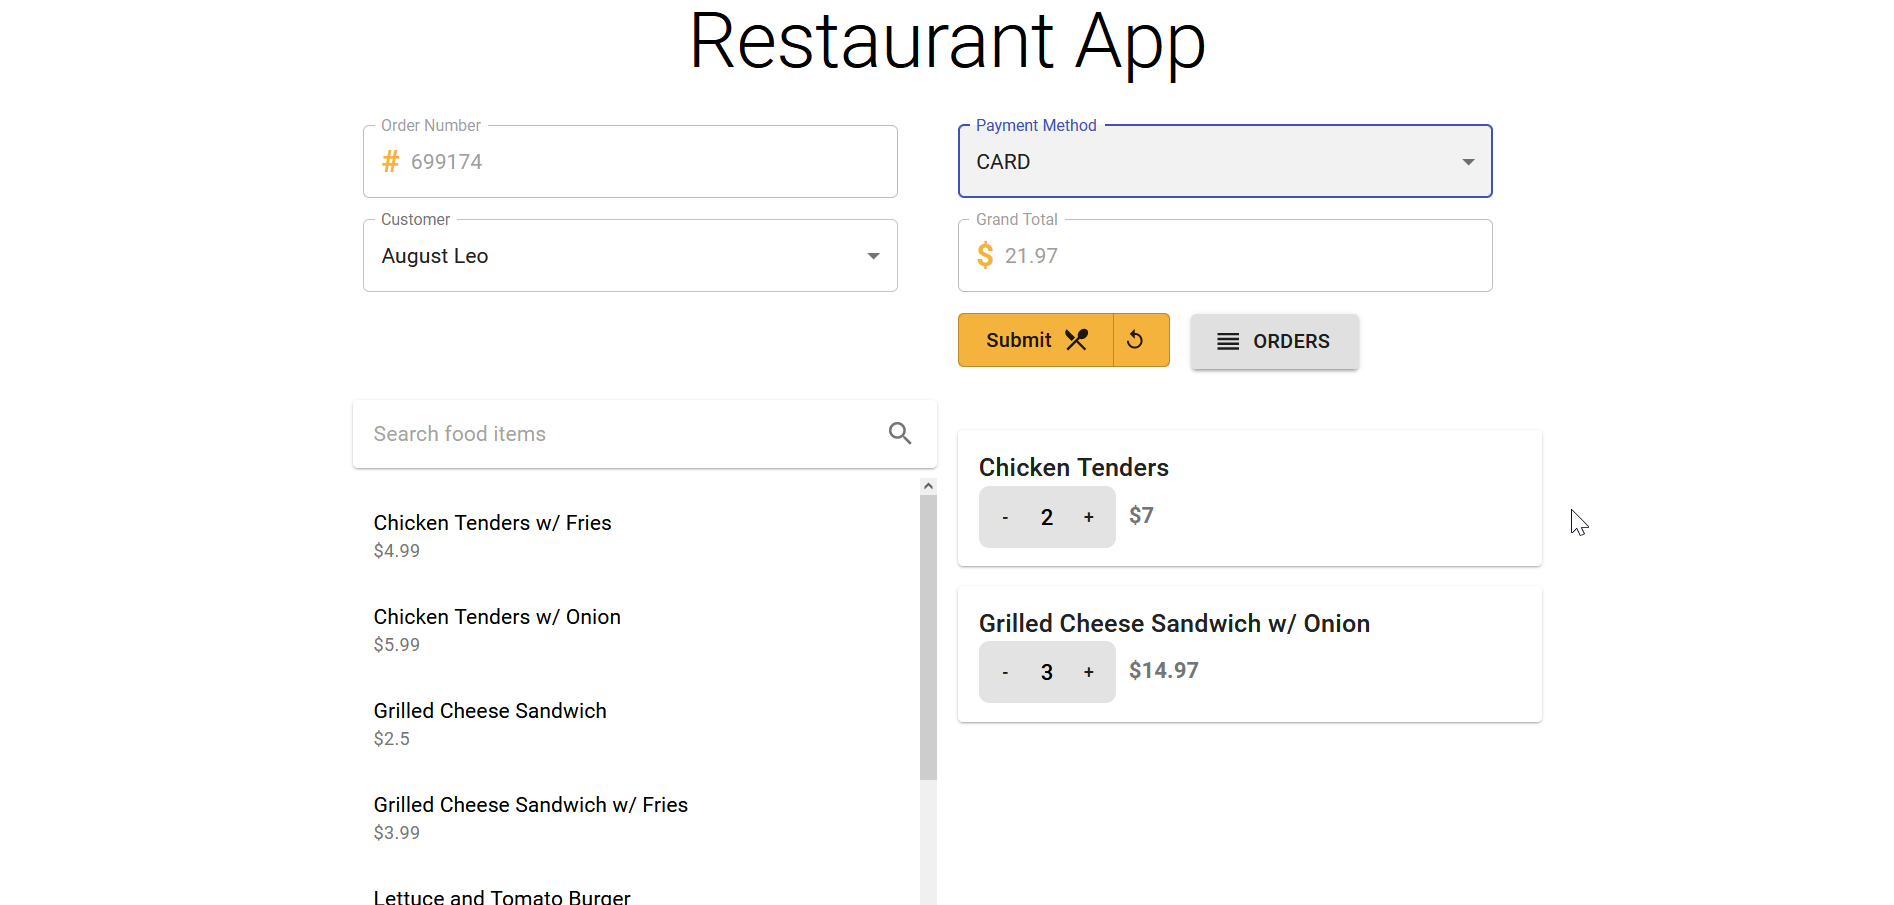 Restaurant App
Order Number
# 699174
Payment Method
CARD
Customer
August Leo
Grand Total
$ 21.97
Submit
ORDERS
Search food items
Chicken Tenders w/ Fries
$4.99
Chicken Tenders w/ Onion
$5.99
Grilled Cheese Sandwich
$2.5
Grilled Cheese Sandwich w/ Fries
$3.99
Lettuce and Tomato Burger
Chicken Tenders
- 2 + $7
Grilled Cheese Sandwich w/ Onion
- 3 + $14.97